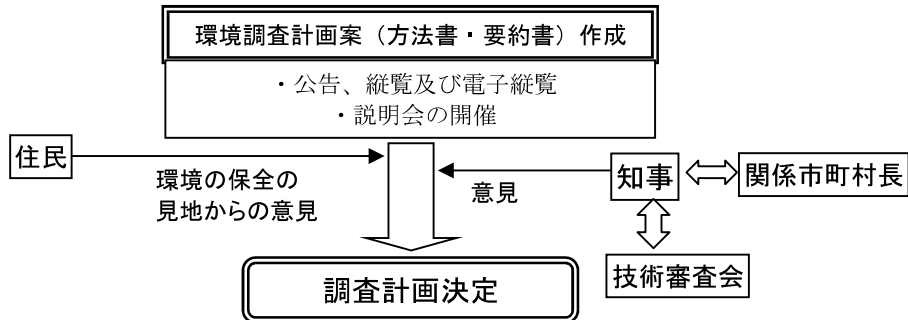 環境調査計画案（方法書・要約書）作成
・公告、縦覧及び電子縦覧
・説明会の開催
住民
環境の保全の
見地からの意見
意見
知事
関係市町村長
技術審査会
調査計画決定